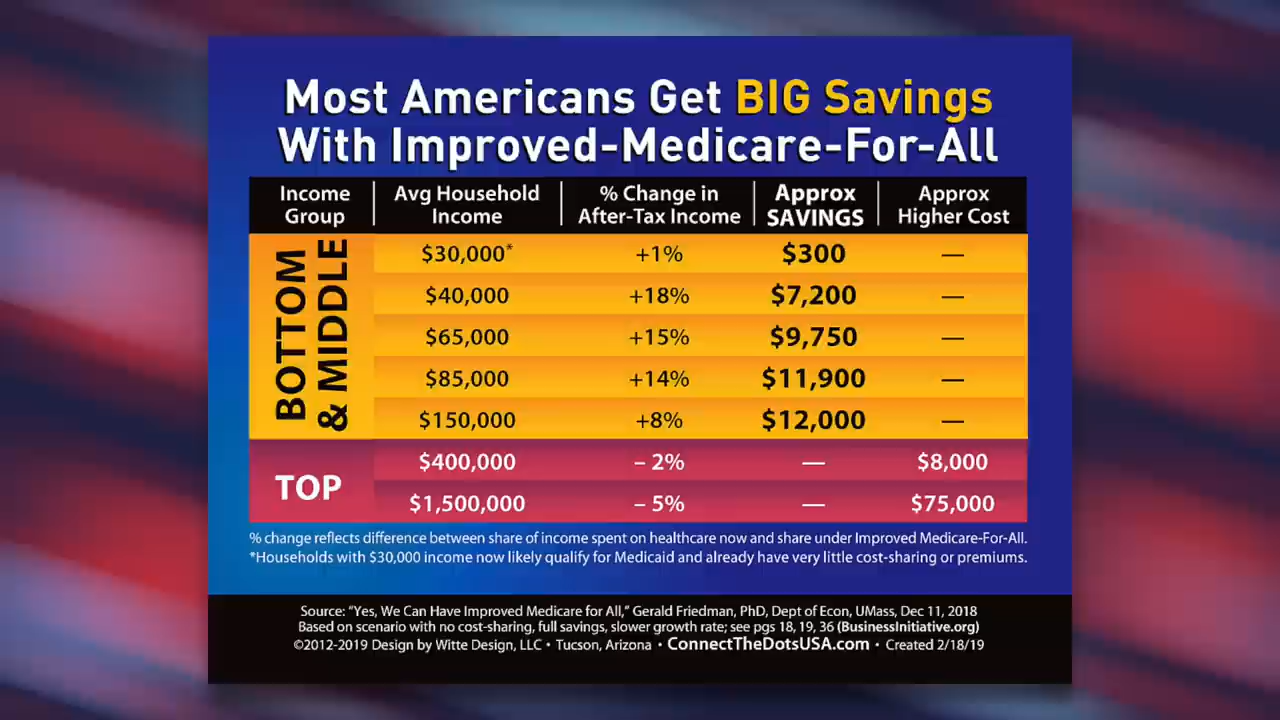 Most Americans Get BIG Savings
With Improved-Medicare-For-All
Income Group | Avg Household Income | % Change in After-Tax Income | Approx SAVINGS | Approx Higher Cost
BOTTOM & MIDDLE
$30,000* +1% $300 —
$40,000 +18% $7,200 —
$65,000 +15% $9,750 —
$85,000 +14% $11,900 —
$150,000 +8% $12,000 —
TOP
$400,000 – 2% — $8,000
$1,500,000 – 5% — $75,000
% change reflects difference between share of income spent on healthcare now and share under Improved Medicare-For-All.
*Households with $30,000 income now likely qualify for Medicaid and already have very little cost-sharing or premiums.
Source: "Yes, We Can Have Improved Medicare for All," Gerald Friedman, PhD, Dept of Econ, UMass, Dec 11, 2018
Based on scenario with no cost-sharing, full savings, slower growth rate; see pgs 18, 19, 36 (BusinessInitiative.org)
©2012-2019 Design by Witte Design, LLC • Tucson, Arizona • ConnectTheDotsUSA.com • Created 2/18/19